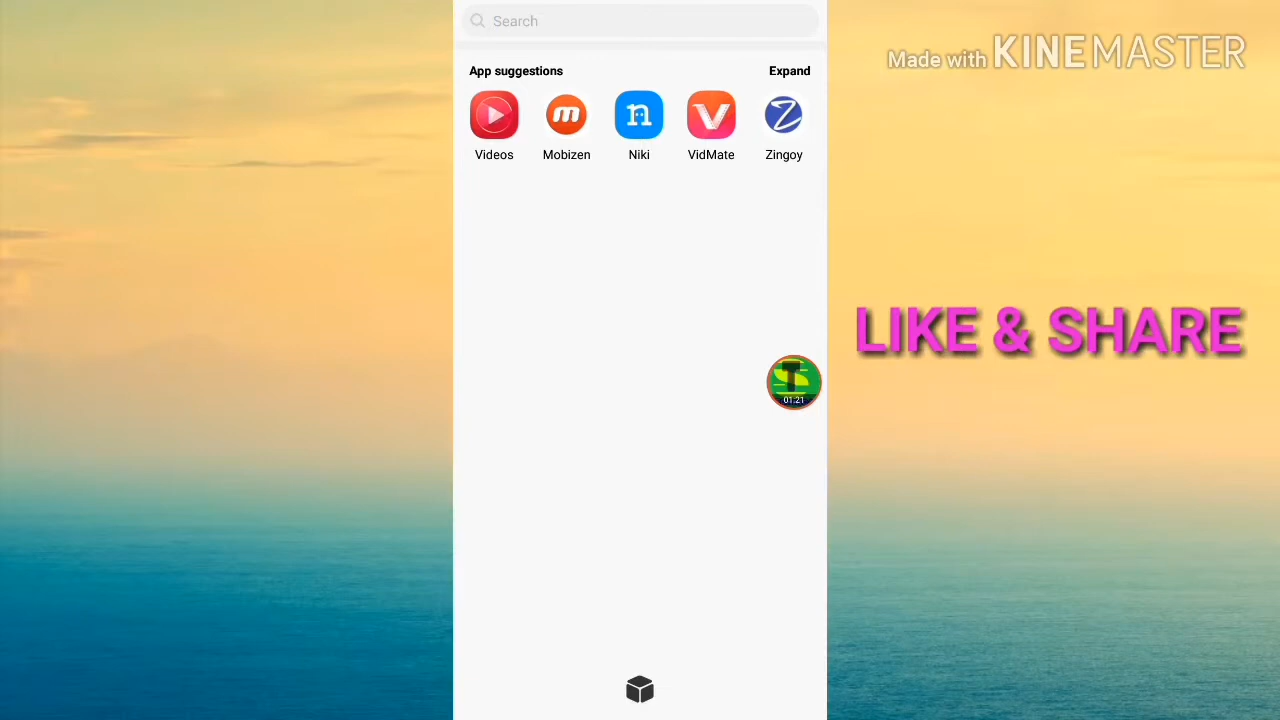 Search
Made with KINEMASTER
App suggestions
Expand
Videos
Mobizen
Niki
VidMate
Zingoy
LIKE & SHARE
01:21